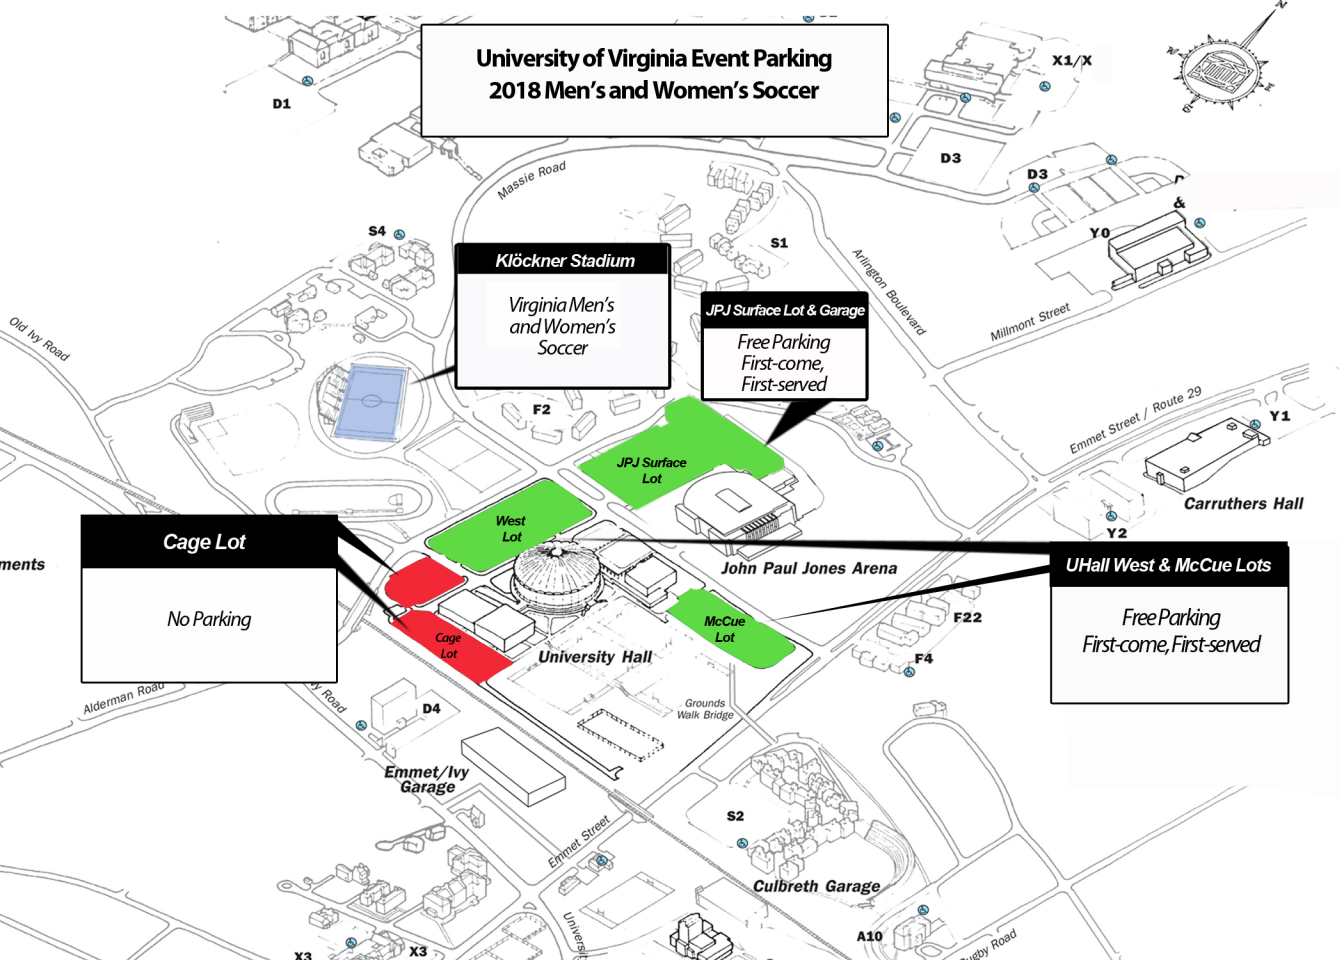 University of Virginia Event Parking
2018 Men's and Women's Soccer
D1
X1/X
N
W
E
S
D3
D3
&
Y0
Massie Road
S4
S1
Klöckner Stadium
Virginia Men's
and Women's
Soccer
Arlington Boulevard
JPJ Surface Lot & Garage
Free Parking
First-come,
First-served
Millmont Street
Old Ivy Road
F2
Emmet Street / Route 29
Y1
JPJ Surface
Lot
Carruthers Hall
West
Lot
Y2
Cage Lot
No Parking
ments
John Paul Jones Arena
UHall West & McCue Lots
Free Parking
First-come, First-served
McCue
Lot
F22
Cage
Lot
University Hall
F4
Alderman Road
vy Road
D4
Grounds
Walk Bridge
Emmet/Ivy
Garage
S2
Emmet Street
Culbreth Garage
Universit
A10
Rugby Road
X3
X3